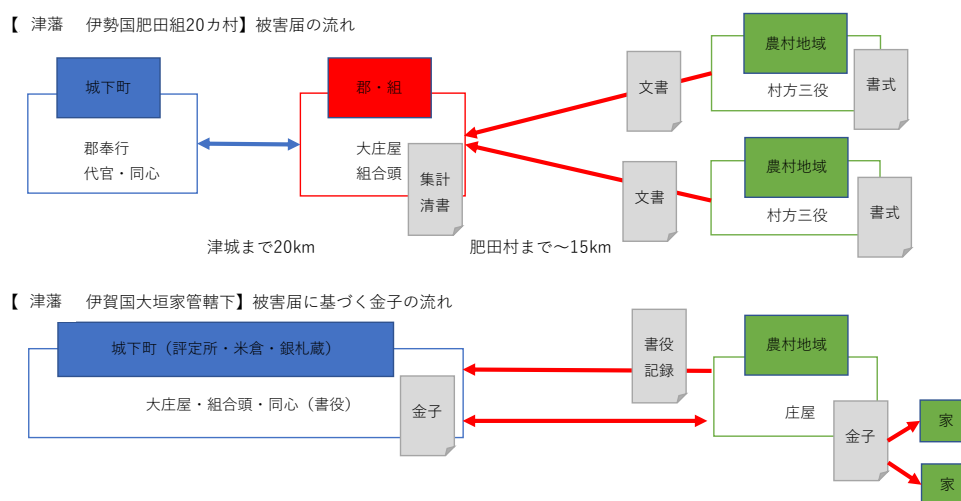 【 津藩　伊勢国肥田組20カ村】被害届の流れ
城下町
郡奉行
代官・同心
郡・組
大庄屋
組合頭
集計
清書
文書
農村地域
村方三役
書式
文書
農村地域
村方三役
書式
津城まで20km
肥田村まで～15km
【 津藩　伊賀国大垣家管轄下】被害届に基づく金子の流れ
城下町（評定所・米倉・銀札蔵）
大庄屋・組合頭・同心（書役）
金子
書役
記録
農村地域
庄屋
金子
家
家